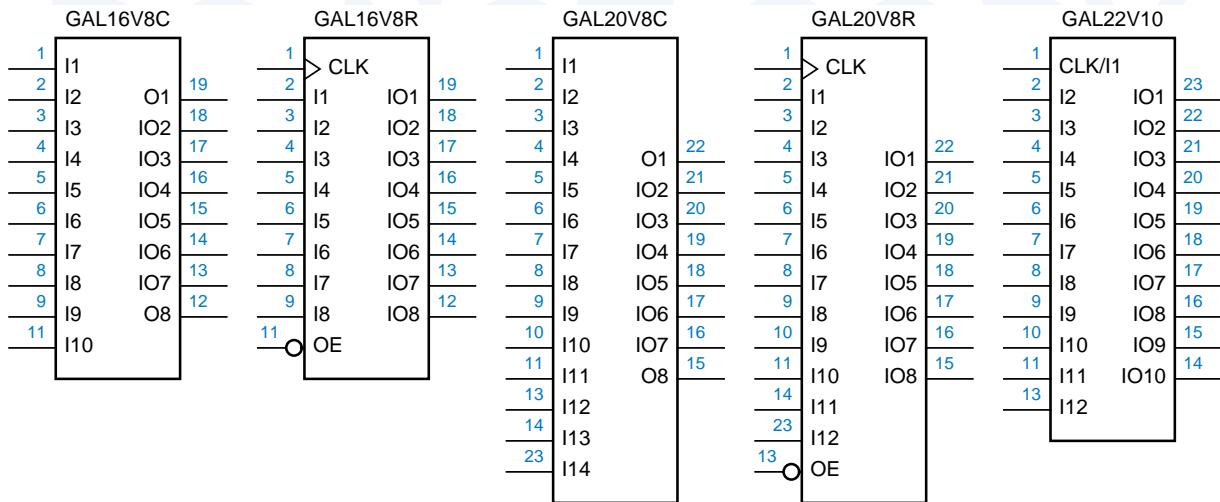 GAL16V8C
1 I1
2 I2 O1 19
3 I3 IO2 18
4 I4 IO3 17
5 I5 IO4 16
6 I6 IO5 15
7 I7 IO6 14
8 I8 IO7 13
9 I9 O8 12
11 I10
GAL16V8R
1 CLK
2 I1 IO1 19
3 I2 IO2 18
4 I3 IO3 17
5 I4 IO4 16
6 I5 IO5 15
7 I6 IO6 14
8 I7 IO7 13
9 I8 IO8 12
11 OE
GAL20V8C
1 I1
2 I2
3 I3
4 I4 O1 22
5 I5 IO2 21
6 I6 IO3 20
7 I7 IO4 19
8 I8 IO5 18
9 I9 IO6 17
10 I10 IO7 16
11 I11 O8 15
13 I12
14 I13
23 I14
GAL20V8R
1 CLK
2 I1
3 I2
4 I3 IO1 22
5 I4 IO2 21
6 I5 IO3 20
7 I6 IO4 19
8 I7 IO5 18
9 I8 IO6 17
10 I9 IO7 16
11 I10 IO8 15
14 I11
23 I12
13 OE
GAL22V10
1 CLK/I1
2 I2 IO1 23
3 I3 IO2 22
4 I4 IO3 21
5 I5 IO4 20
6 I6 IO5 19
7 I7 IO6 18
8 I8 IO7 17
9 I9 IO8 16
10 I10 IO9 15
11 I11 IO10 14
13 I12